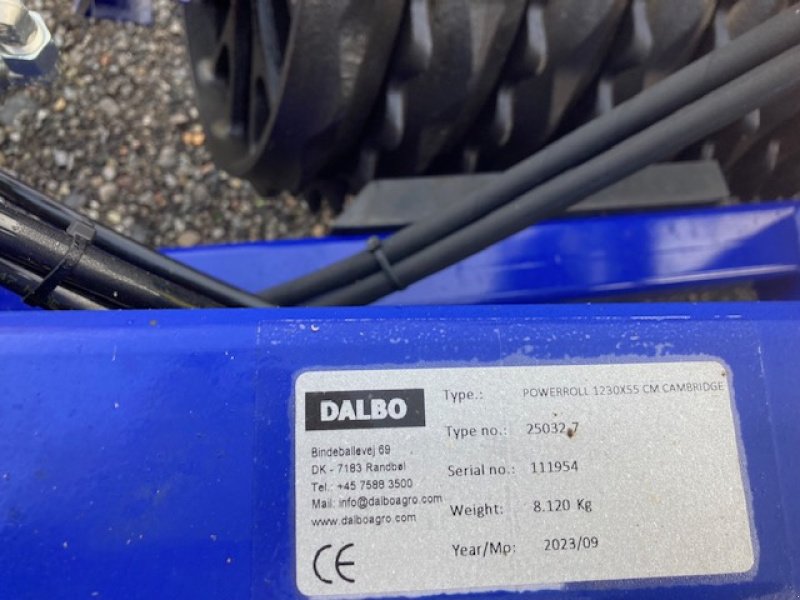 DALBO
Bindeballevej 69
DK - 7183 Randbøl
Tel.: +45 7588 3500
Mail: info@dalboagro.com
www.dalboagro.com
CE
Type.: POWERROLL 1230X55 CM CAMBRIDGE
Type no.: 25032.7
Serial no.: 111954
Weight: 8.120 Kg
Year/Mo: 2023/09